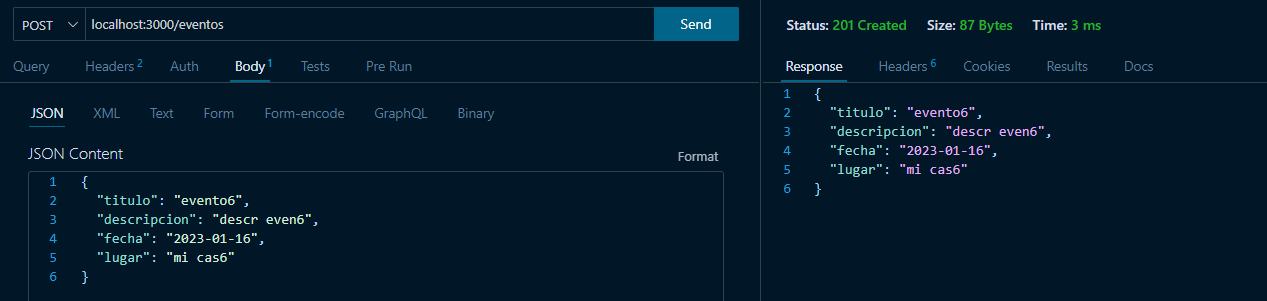 POST localhost:3000/eventos Send
Query Headers 2 Auth Body 1 Tests Pre Run
JSON XML Text Form Form-encode GraphQL Binary
JSON Content Format
1 {
2 "titulo": "evento6",
3 "descripcion": "descr even6",
4 "fecha": "2023-01-16",
5 "lugar": "mi cas6"
6 }
Status: 201 Created Size: 87 Bytes Time: 3 ms
Response Headers 6 Cookies Results Docs
1 {
2 "titulo": "evento6",
3 "descripcion": "descr even6",
4 "fecha": "2023-01-16",
5 "lugar": "mi cas6"
6 }